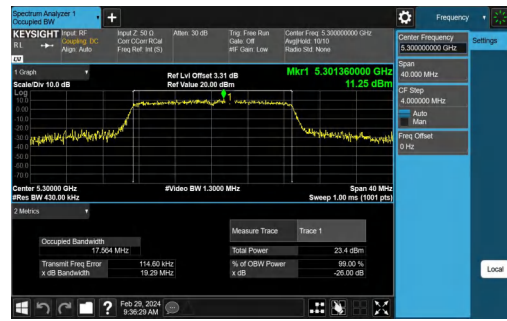 Spectrum Analyzer 1
Occupied BW
+
Frequency
KEYSIGHT
Input: RF
Input Z: 50 Ω
Atten: 30 dB
Trig: Free Run
Center Freq: 5.300000000 GHz
RL
Coupling: DC
Corr CCorr RCal
Gate: Off
Avg|Hold: 10/10
Align: Auto
Freq Ref: Int (S)
#IF Gain: Low
Radio Std: None
LXI
Center Frequency
5.300000000 GHz
Settings
Span
40.000 MHz
CF Step
4.000000 MHz
Auto
Man
Freq Offset
0 Hz
Local
1 Graph
Ref Lvl Offset 3.31 dB
Mkr1 5.301360000 GHz
Scale/Div 10.0 dB
Ref Value 20.00 dBm
11.25 dBm
Log
10.0
0.00
-10.0
-20.0
-30.0
-40.0
-50.0
-60.0
-70.0
1
Center 5.30000 GHz
#Video BW 1.3000 MHz
Span 40 MHz
#Res BW 430.00 kHz
Sweep 1.00 ms (1001 pts)
2 Metrics
Measure Trace
Trace 1
Occupied Bandwidth
17.564 MHz
Total Power
23.4 dBm
Transmit Freq Error
114.60 kHz
% of OBW Power
99.00 %
x dB Bandwidth
19.29 MHz
x dB
-26.00 dB
?
Feb 29, 2024
9:36:29 AM